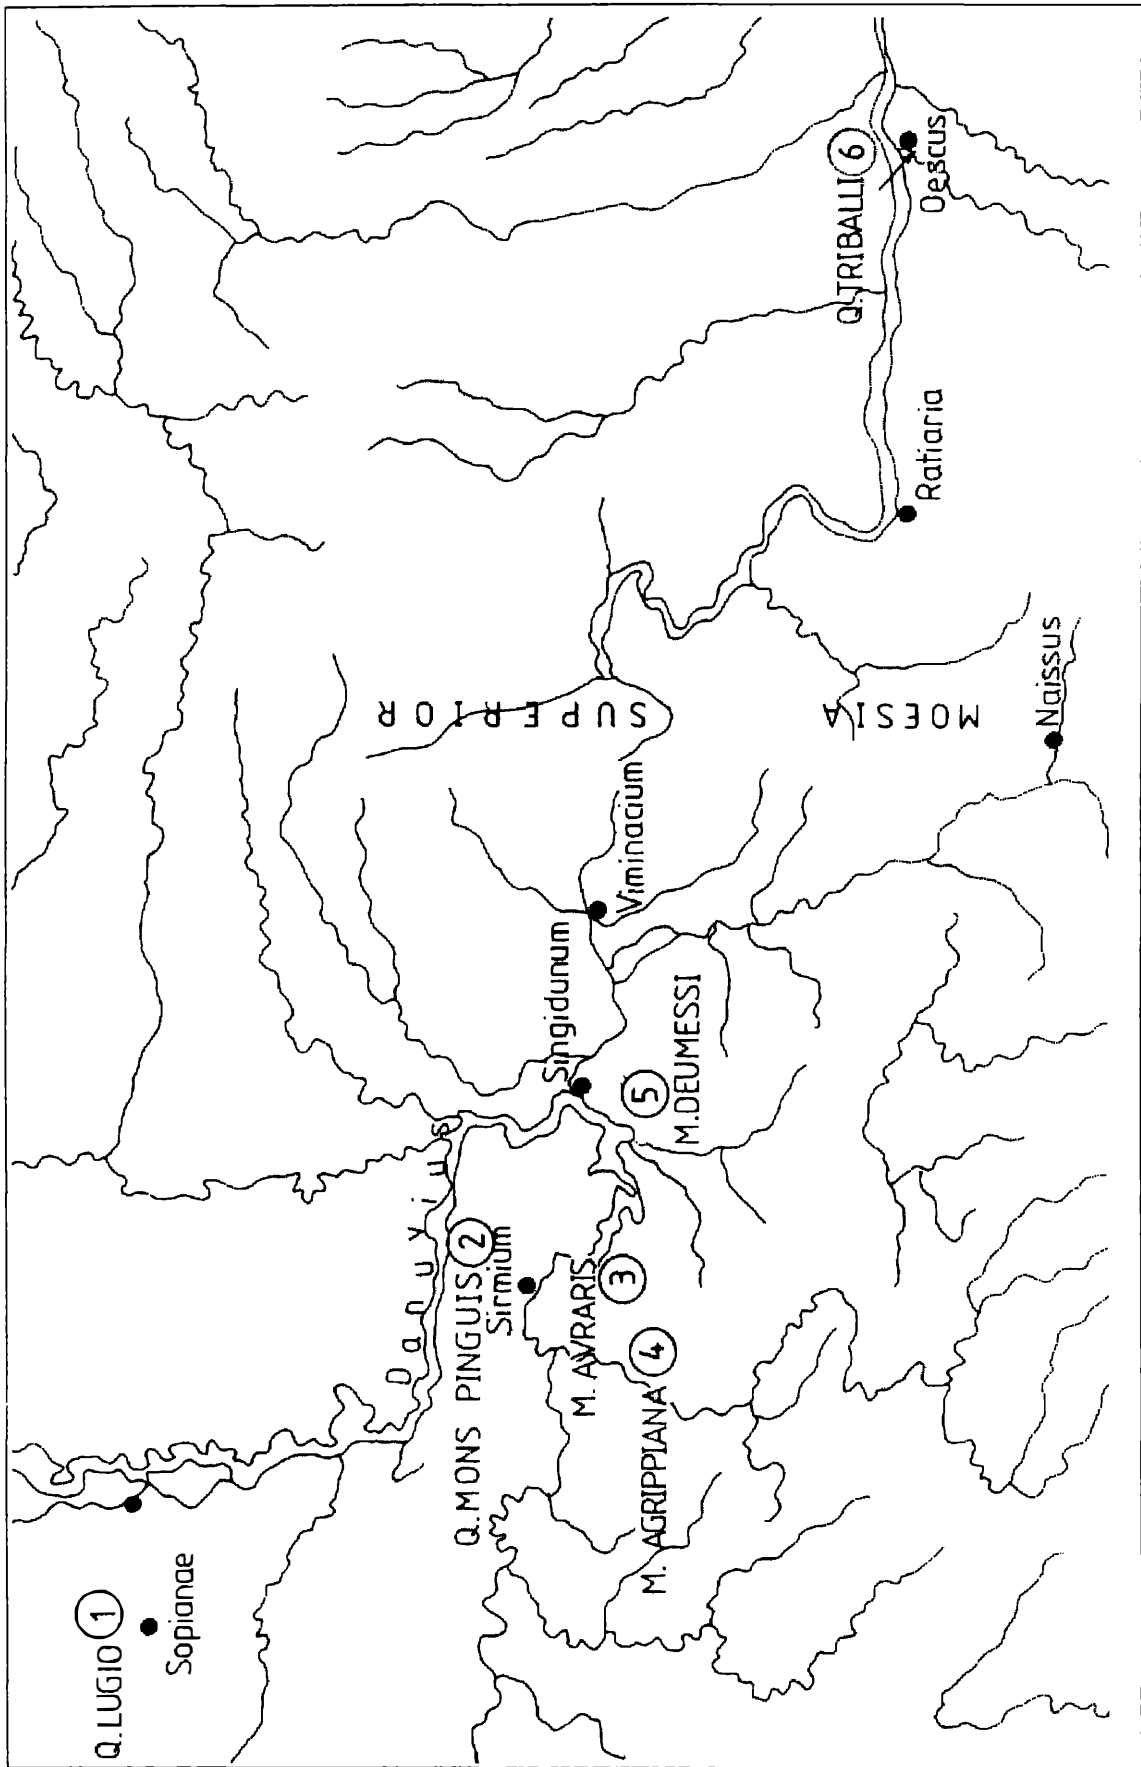 Q.LUGIO 1
Sopianae
Danuvius
Q.MONS PINGUIS 2
Sirmium
M. AVRARIS
3
M. AGRIPPIANA 4
Singidunum
5
M.DEUMESSI
Viminacium
MOESIA
SUPERIOR
Naissus
Ratiaria
Q.TRIBALLI 6
Oescus